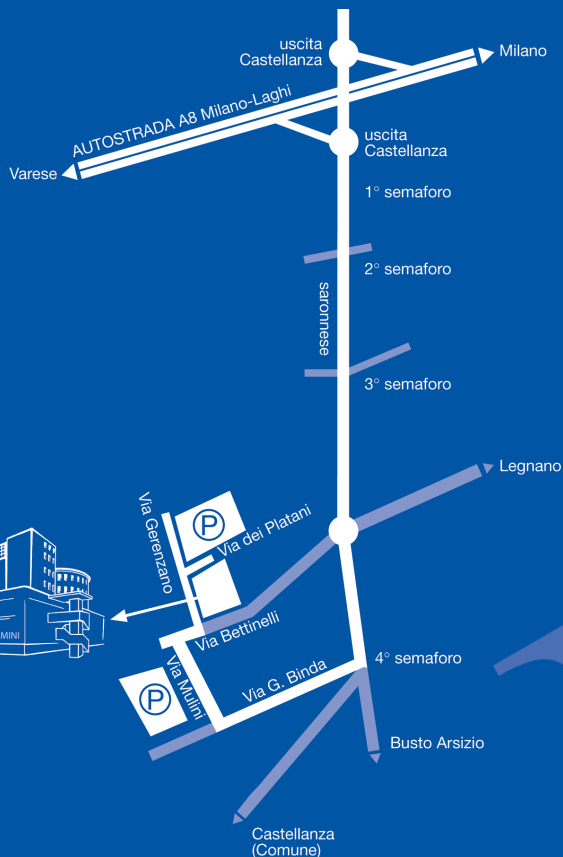 uscita
Castellanza
Milano
AUTOSTRADA A8 Milano-Laghi
uscita
Castellanza
Varese
1° semaforo
2° semaforo
saronnese
3° semaforo
Legnano
Via Gerenzano
P
Via dei Platani
MINI
Via Bettinelli
Via Mulini
4° semaforo
Via G. Binda
P
Busto Arsizio
Castellanza
(Comune)